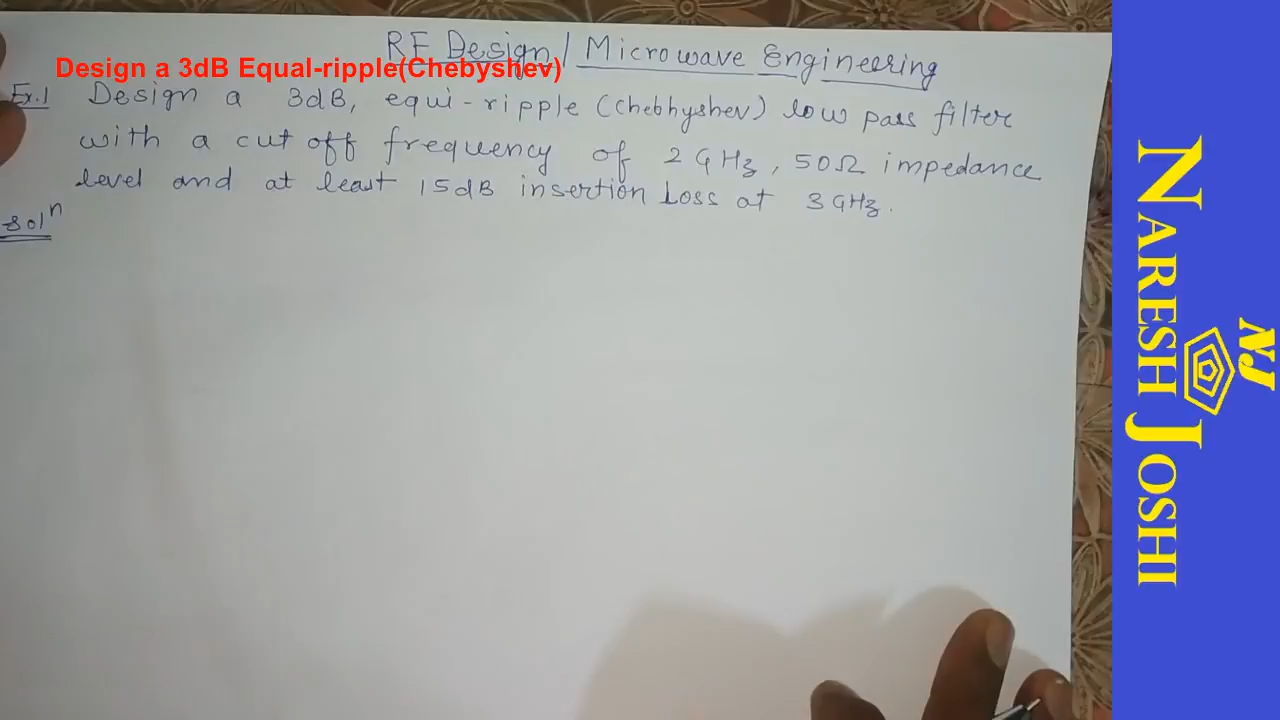 RF Design / Microwave Engineering
Design a 3dB Equal-ripple(Chebyshev)
Ex.1 Design a 3dB, equi-ripple (chebhyshev) low pass filter
with a cut off frequency of 2 GHz, 50Ω impedance
level and at least 15dB insertion loss at 3GHz.
Solⁿ
NJ
NARESH JOSHI